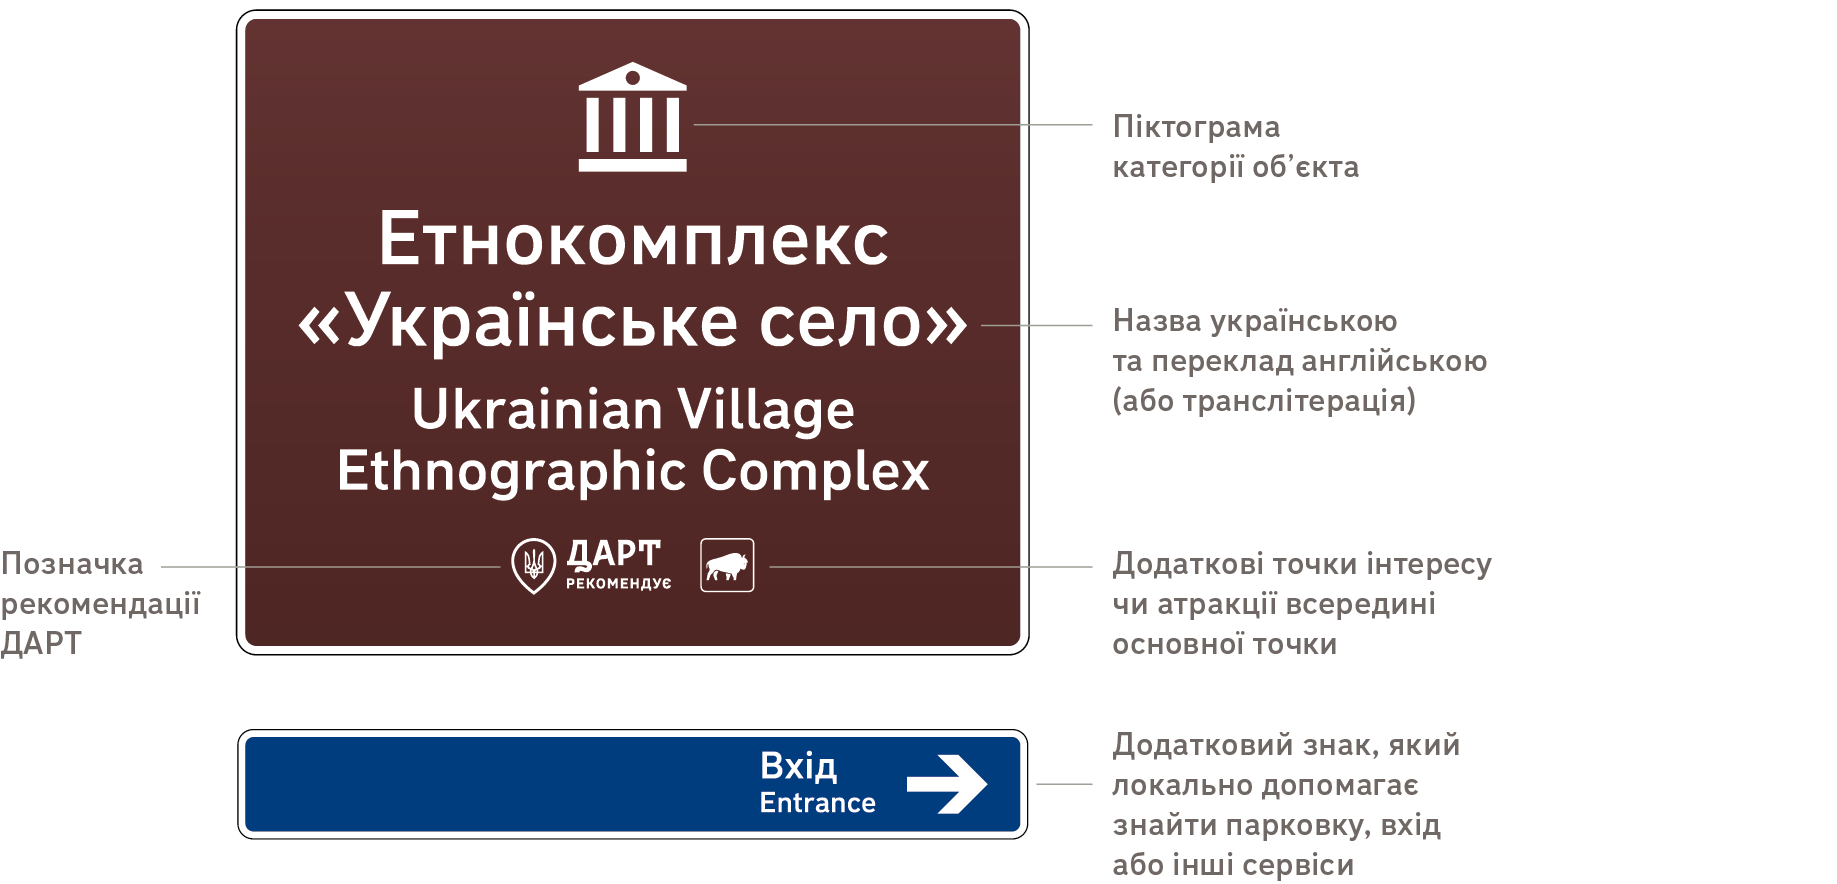 Етнокомплекс
«Українське село»
Ukrainian Village
Ethnographic Complex
ДАРТ
РЕКОМЕНДУЄ
Піктограма
категорії об’єкта
Назва українською
та переклад англійською
(або транслітерація)
Позначка
рекомендації
ДАРТ
Додаткові точки інтересу
чи атракції всередині
основної точки
Вхід
Entrance
Додатковий знак, який
локально допомагає
знайти парковку, вхід
або інші сервіси